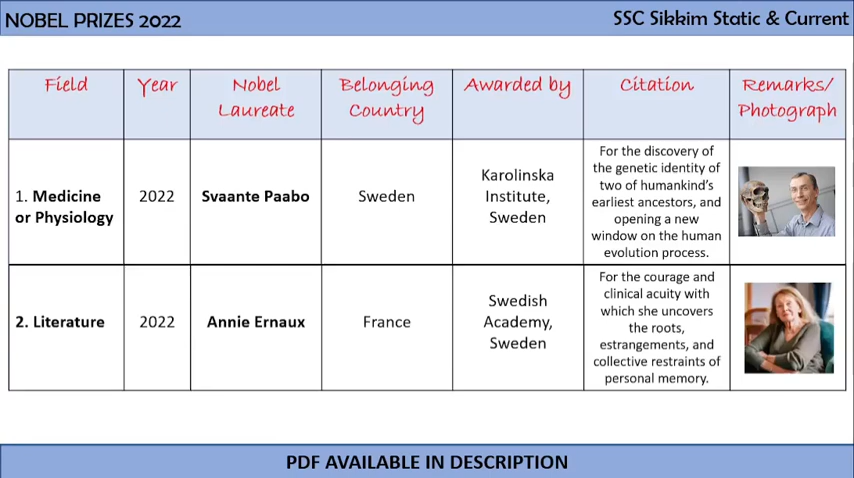 NOBEL PRIZES 2022
SSC Sikkim Static & Current
Field
Year
Nobel
Laureate
Belonging
Country
Awarded by
Citation
Remarks/
Photograph
1. Medicine
or Physiology
2022
Svaante Paabo
Sweden
Karolinska
Institute,
Sweden
For the discovery of
the genetic identity of
two of humankind's
earliest ancestors, and
opening a new
window on the human
evolution process.
2. Literature
2022
Annie Ernaux
France
Swedish
Academy,
Sweden
For the courage and
clinical acuity with
which she uncovers
the roots,
estrangements, and
collective restraints of
personal memory.
PDF AVAILABLE IN DESCRIPTION